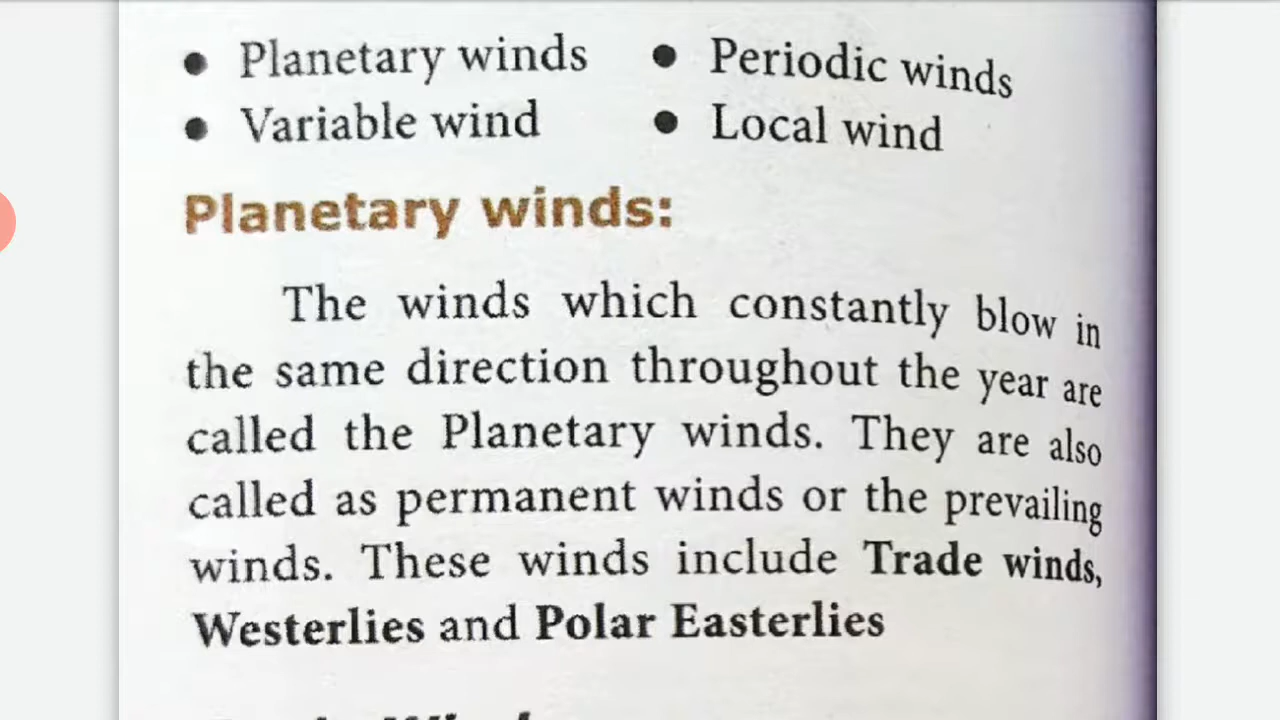 • Planetary winds • Periodic winds
• Variable wind • Local wind
Planetary winds:
The winds which constantly blow in
the same direction throughout the year are
called the Planetary winds. They are also
called as permanent winds or the prevailing
winds. These winds include Trade winds,
Westerlies and Polar Easterlies